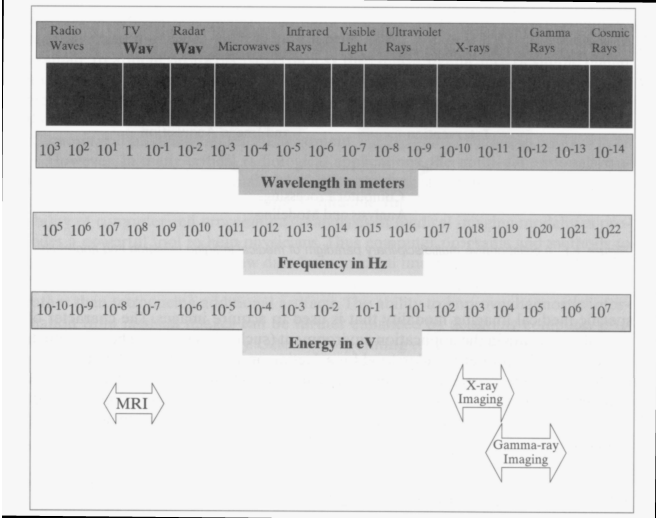 Radio Waves TV Wav Radar Wav Microwaves Infrared Rays Visible Light Ultraviolet Rays X-rays Gamma Rays Cosmic Rays
10³ 10² 10¹ 1 10⁻¹ 10⁻² 10⁻³ 10⁻⁴ 10⁻⁵ 10⁻⁶ 10⁻⁷ 10⁻⁸ 10⁻⁹ 10⁻¹⁰ 10⁻¹¹ 10⁻¹² 10⁻¹³ 10⁻¹⁴
Wavelength in meters
10⁵ 10⁶ 10⁷ 10⁸ 10⁹ 10¹⁰ 10¹¹ 10¹² 10¹³ 10¹⁴ 10¹⁵ 10¹⁶ 10¹⁷ 10¹⁸ 10¹⁹ 10²⁰ 10²¹ 10²²
Frequency in Hz
10⁻¹⁰ 10⁻⁹ 10⁻⁸ 10⁻⁷ 10⁻⁶ 10⁻⁵ 10⁻⁴ 10⁻³ 10⁻² 10⁻¹ 1 10¹ 10² 10³ 10⁴ 10⁵ 10⁶ 10⁷
Energy in eV
MRI
X-ray
Imaging
Gamma-ray
Imaging